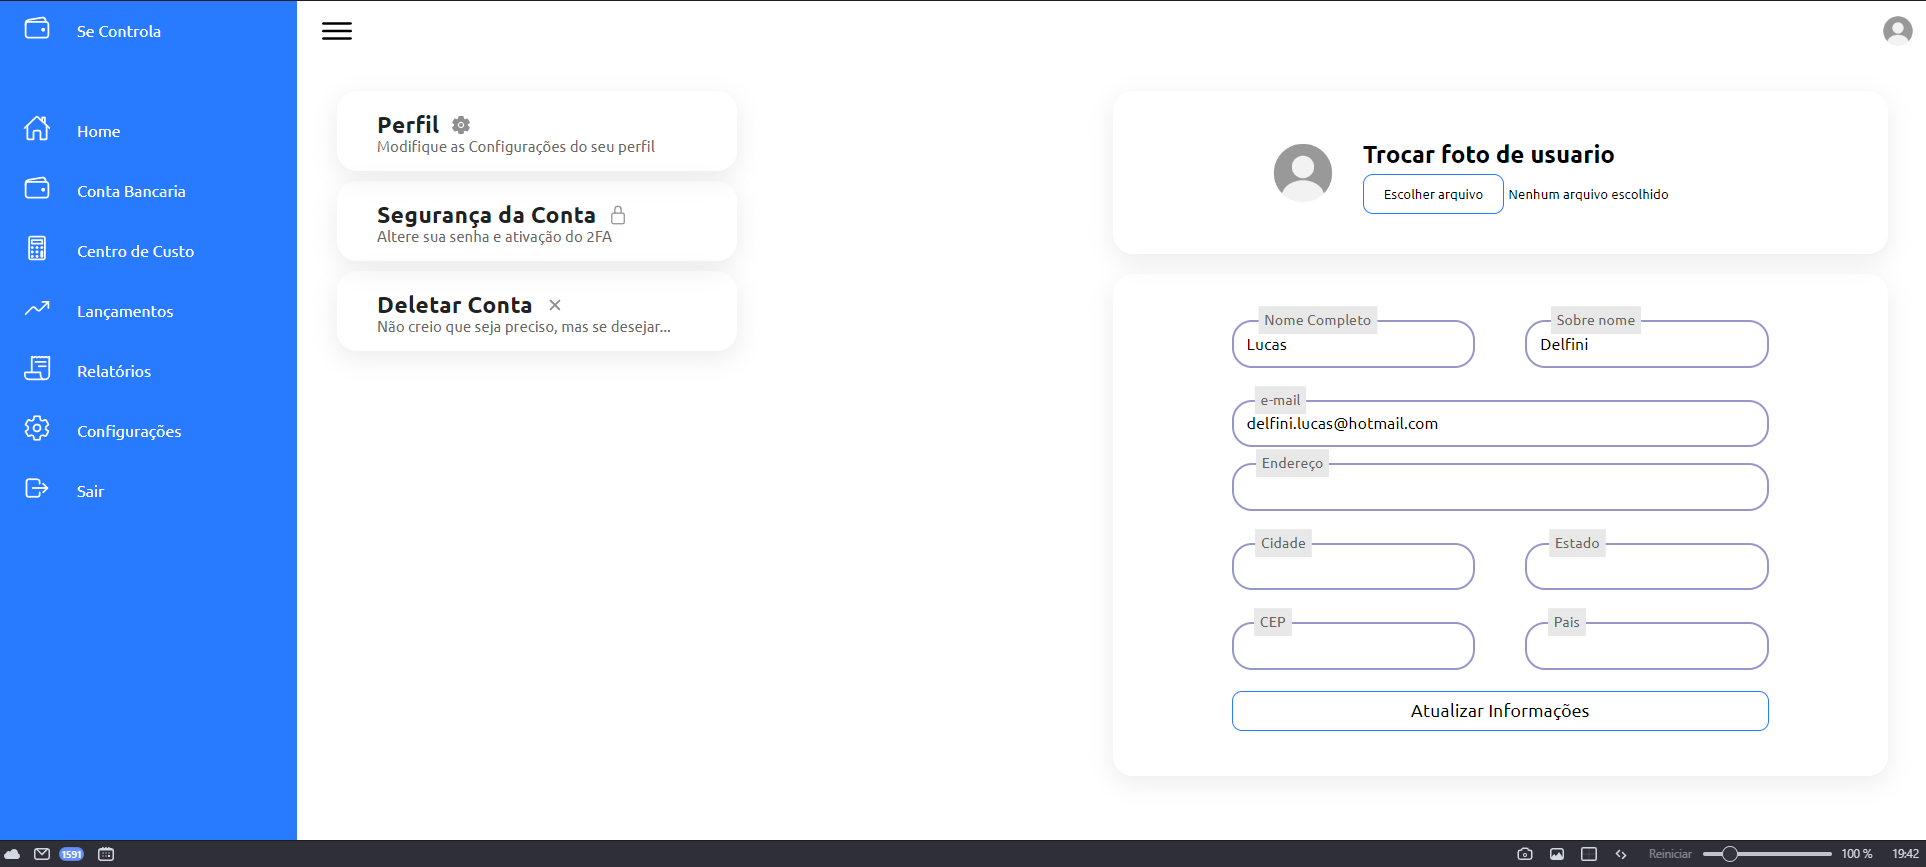 Se Controla
Home
Conta Bancaria
Centro de Custo
Lançamentos
Relatórios
Configurações
Sair
Perfil
Modifique as Configurações do seu perfil
Segurança da Conta
Altere sua senha e ativação do 2FA
Deletar Conta
Não creio que seja preciso, mas se desejar...
Trocar foto de usuario
Escolher arquivo Nenhum arquivo escolhido
Nome Completo
Lucas
Sobre nome
Delfini
e-mail
delfini.lucas@hotmail.com
Endereço
Cidade
Estado
CEP
Pais
Atualizar Informações
1591
Reiniciar
100 %
19:42